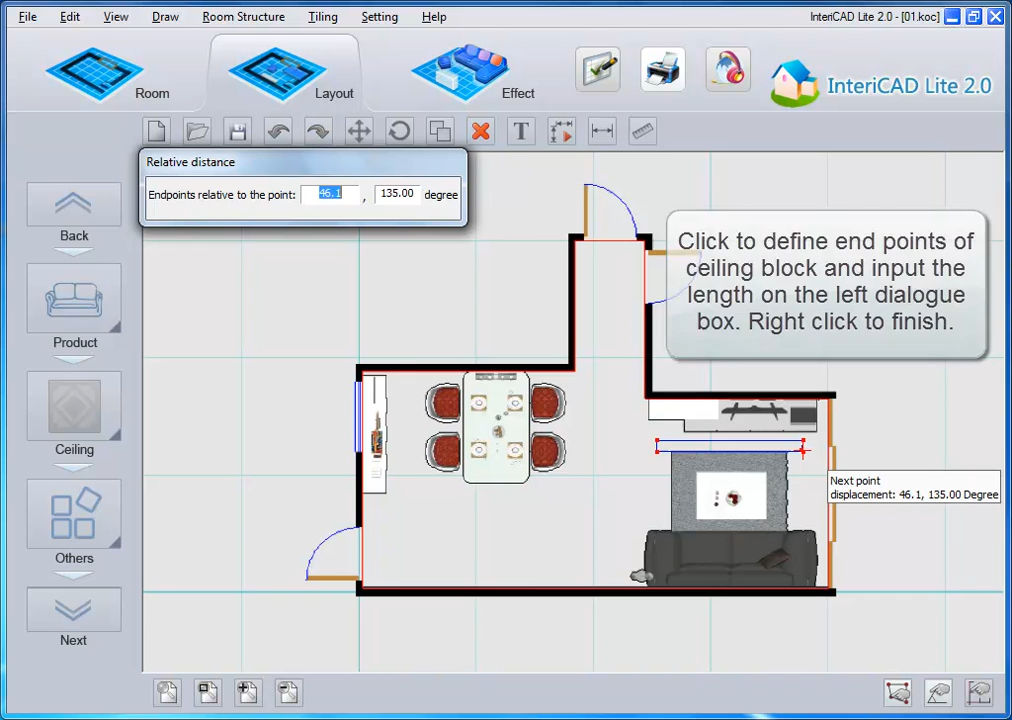 File Edit View Draw Room Structure Tiling Setting Help
InteriCAD Lite 2.0 - [01.koc]
Room
Layout
Effect
InteriCAD Lite 2.0
T
Relative distance
Endpoints relative to the point: 46.1 , 135.00 degree
Back
Product
Ceiling
Others
Next
Click to define end points of
ceiling block and input the
length on the left dialogue
box. Right click to finish.
Next point
displacement: 46.1, 135.00 Degree